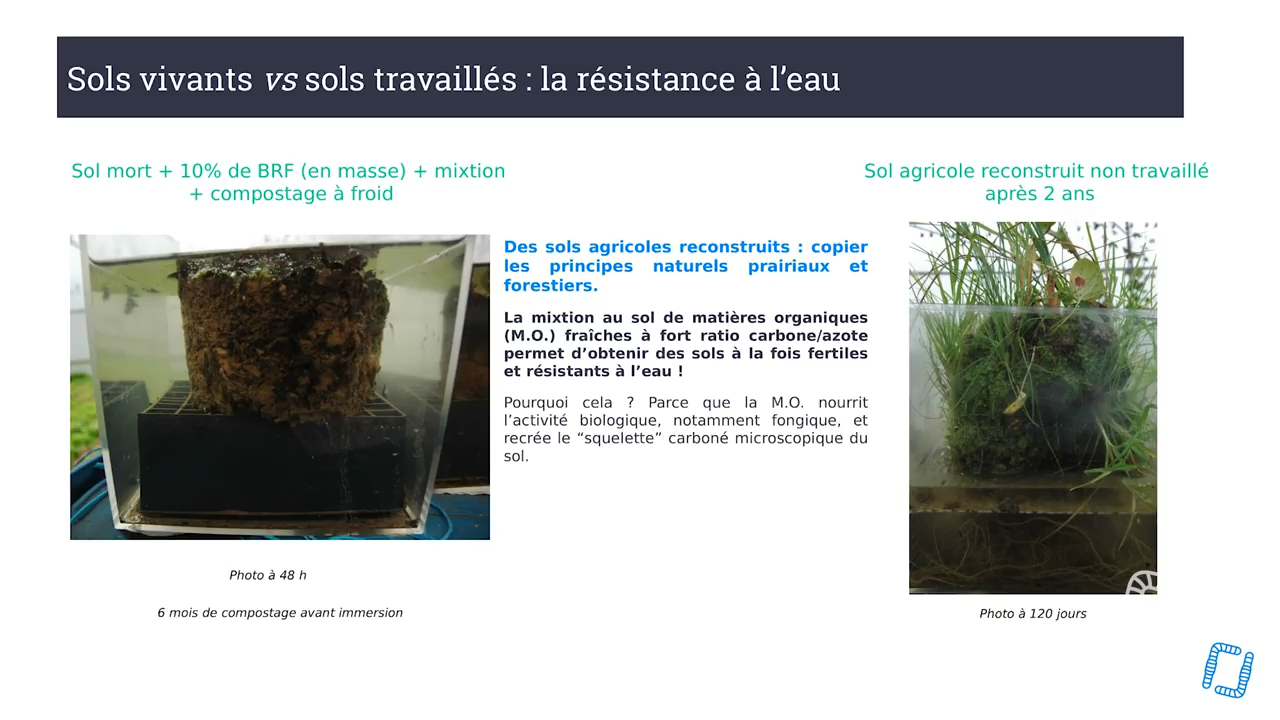 Sols vivants vs sols travaillés : la résistance à l’eau
Sol mort + 10% de BRF (en masse) + mixtion
+ compostage à froid
Sol agricole reconstruit non travaillé
après 2 ans
Des sols agricoles reconstruits : copier
les principes naturels prairiaux et
forestiers.
La mixtion au sol de matières organiques
(M.O.) fraîches à fort ratio carbone/azote
permet d’obtenir des sols à la fois fertiles
et résistants à l’eau !
Pourquoi cela ? Parce que la M.O. nourrit
l’activité biologique, notamment fongique, et
recrée le “squelette” carboné microscopique du
sol.
Photo à 48 h
6 mois de compostage avant immersion
Photo à 120 jours